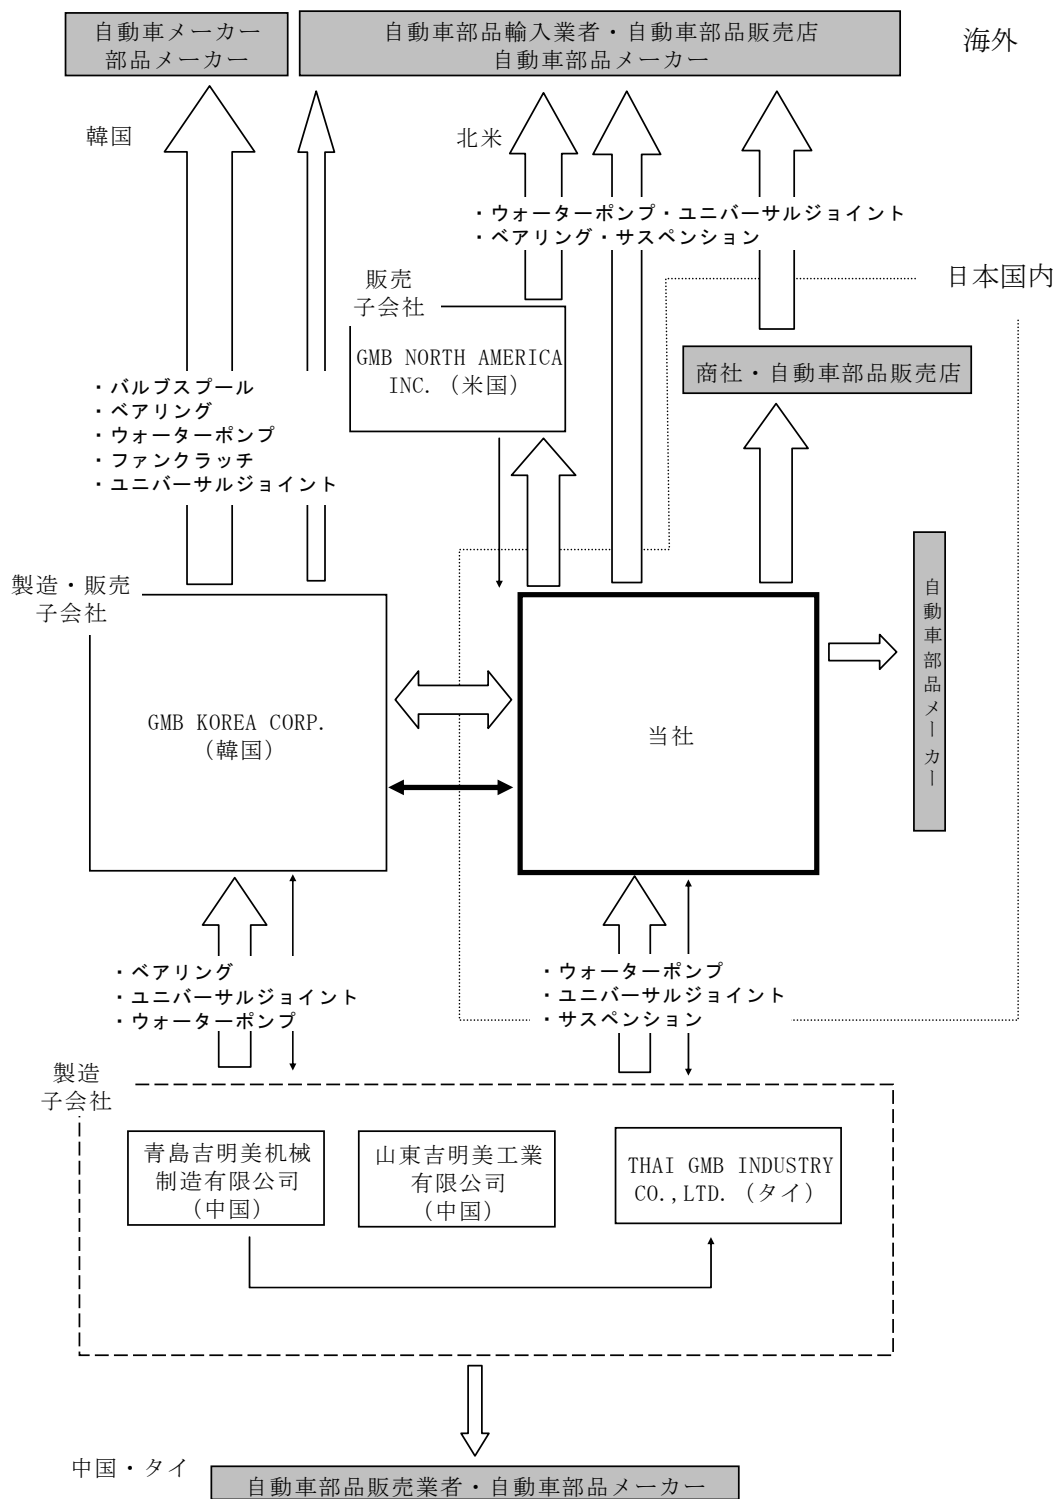 自動車メーカー
部品メーカー
自動車部品輸入業者・自動車部品販売店
自動車部品メーカー
海外
韓国
北米
・ウォーターポンプ・ユニバーサルジョイント
・ベアリング・サスペンション
日本国内
販売
子会社
GMB NORTH AMERICA
INC.（米国）
商社・自動車部品販売店
・バルブスプール
・ベアリング
・ウォーターポンプ
・ファンクラッチ
・ユニバーサルジョイント
製造・販売
子会社
GMB KOREA CORP.
（韓国）
当社
自動車部品メーカー
・ベアリング
・ユニバーサルジョイント
・ウォーターポンプ
・ウォーターポンプ
・ユニバーサルジョイント
・サスペンション
製造
子会社
青島吉明美机械
制造有限公司
（中国）
山東吉明美工業
有限公司
（中国）
THAI GMB INDUSTRY
CO.,LTD.（タイ）
中国・タイ
自動車部品販売業者・自動車部品メーカー